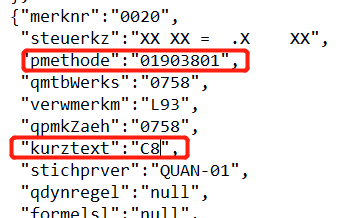 {"merknr":"0020",
"steuerkz":"XX XX =  .X    XX",
"pmethode":"01903801",
"qmtbWerks":"0758",
"verwmerkm":"L93",
"qpmkZaeh":"0758",
"kurztext":"C8",
"stichprver":"QUAN-01",
"qdynregel":"null",
"formelsl":"null",